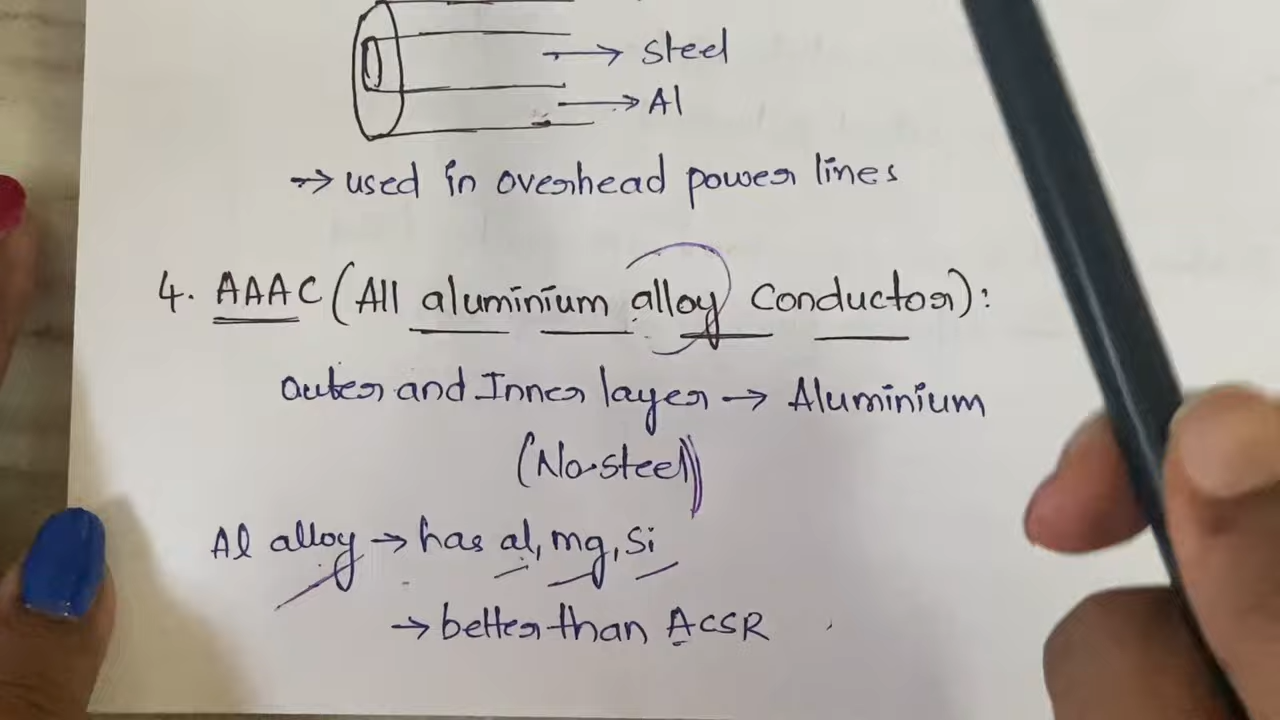 → Steel
→ Al
→ used in overhead power lines
4. AAAC (All aluminium alloy Conductor):
Outer and Inner layer → Aluminium
(No steel)
Al alloy → has al, mg, Si
→ better than ACSR